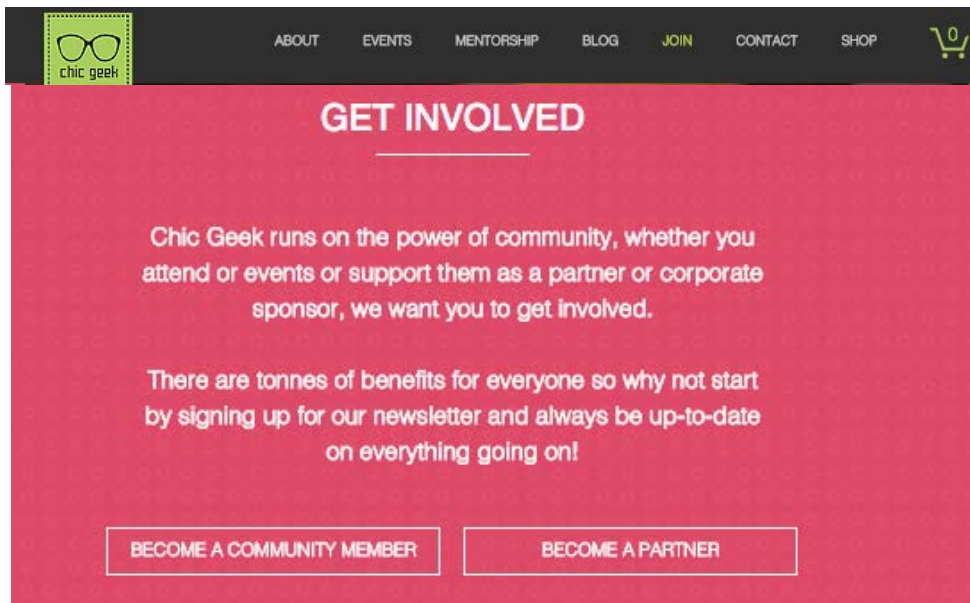 chic geek
ABOUT EVENTS MENTORSHIP BLOG JOIN CONTACT SHOP 0
GET INVOLVED
Chic Geek runs on the power of community, whether you
attend or events or support them as a partner or corporate
sponsor, we want you to get involved.
There are tonnes of benefits for everyone so why not start
by signing up for our newsletter and always be up-to-date
on everything going on!
BECOME A COMMUNITY MEMBER
BECOME A PARTNER